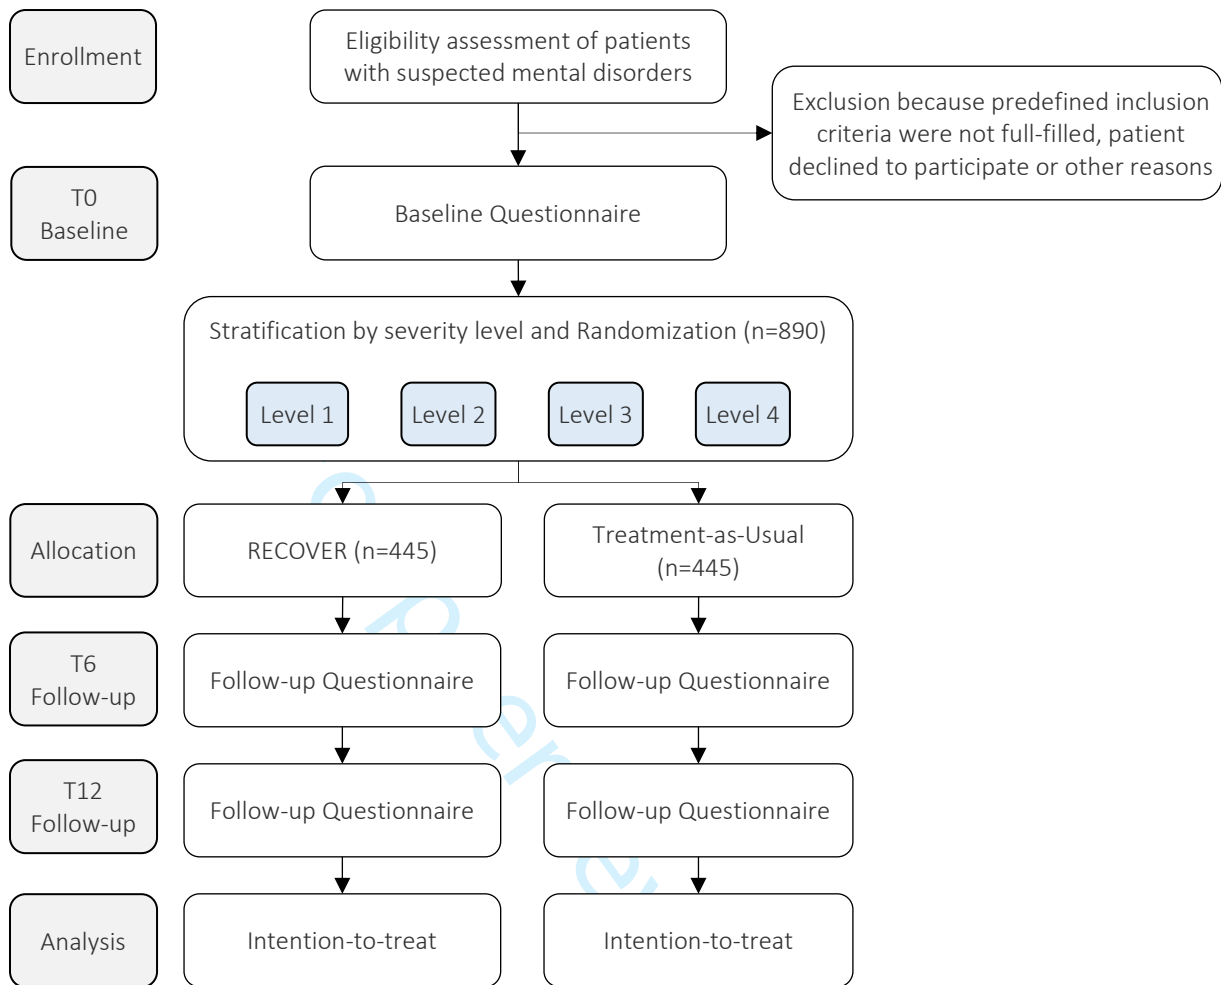 Enrollment
Eligibility assessment of patients
with suspected mental disorders
Exclusion because predefined inclusion
criteria were not full-filled, patient
declined to participate or other reasons
T0
Baseline
Baseline Questionnaire
Stratification by severity level and Randomization (n=890)
Level 1
Level 2
Level 3
Level 4
Allocation
RECOVER (n=445)
Treatment-as-Usual
(n=445)
T6
Follow-up
Follow-up Questionnaire
Follow-up Questionnaire
T12
Follow-up
Follow-up Questionnaire
Follow-up Questionnaire
Analysis
Intention-to-treat
Intention-to-treat